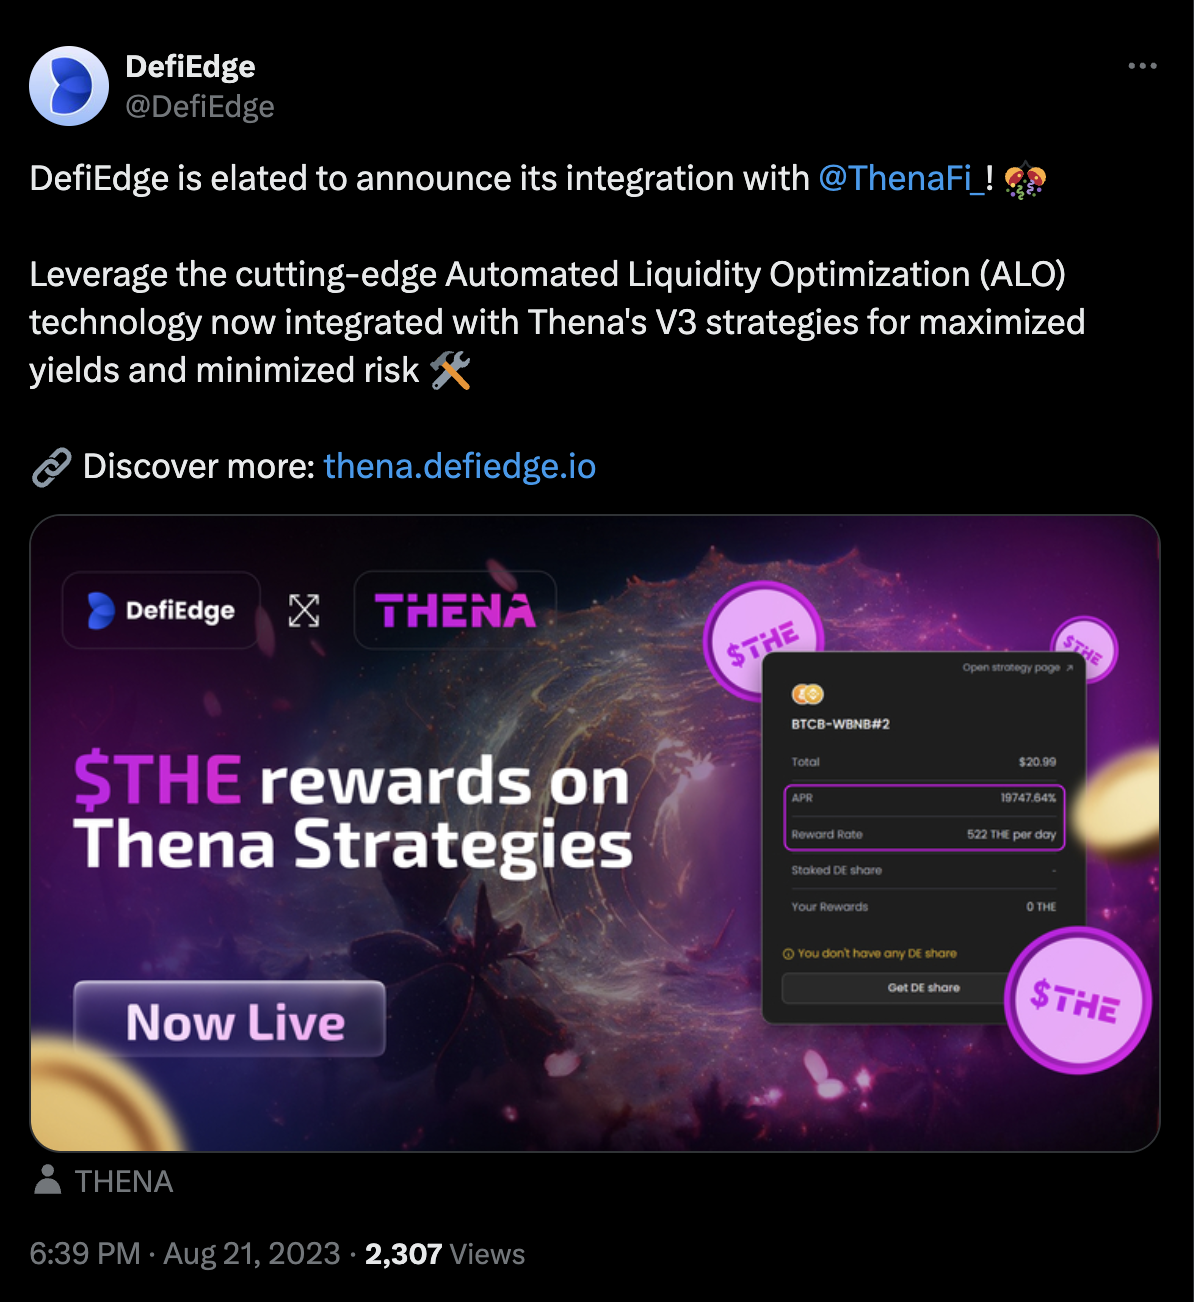 DefiEdge
@DefiEdge
DefiEdge is elated to announce its integration with @ThenaFi_!
Leverage the cutting-edge Automated Liquidity Optimization (ALO)
technology now integrated with Thena's V3 strategies for maximized
yields and minimized risk
Discover more: thena.defiedge.io
DefiEdge
THENA
$THE rewards on
Thena Strategies
Now Live
$THE
$THE
Open strategy page
BTCB-WBNB#2
Total $20.99
APR 19747.64%
Reward Rate 522 THE per day
Staked DE share -
Your Rewards 0 THE
You don't have any DE share
Get DE share
$THE
THENA
6:39 PM · Aug 21, 2023 · 2,307 Views